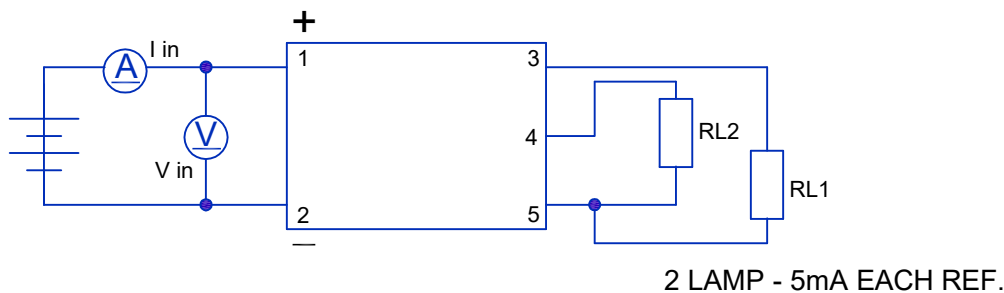 +
I in
A
1
3
V
4
RL2
V in
RL1
2
5
—
2 LAMP - 5mA EACH REF.